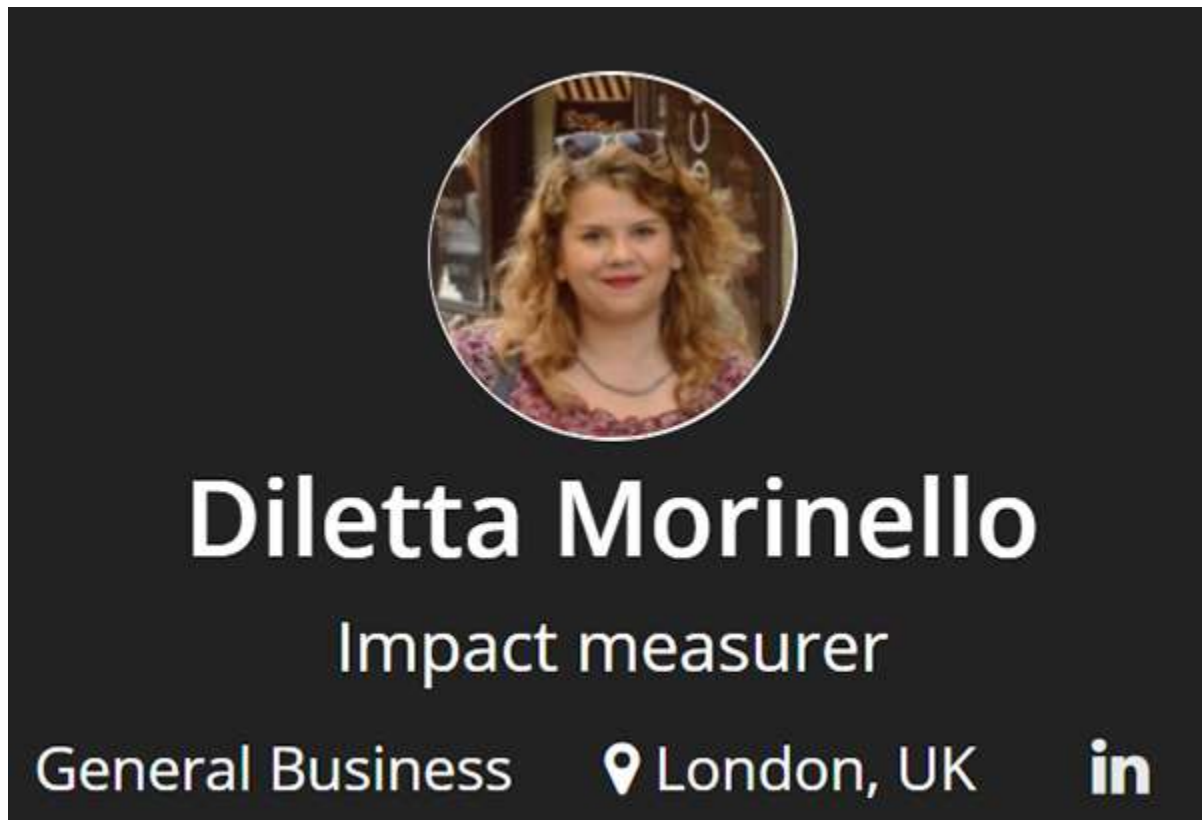 Diletta Morinello
Impact measurer
General Business London, UK in